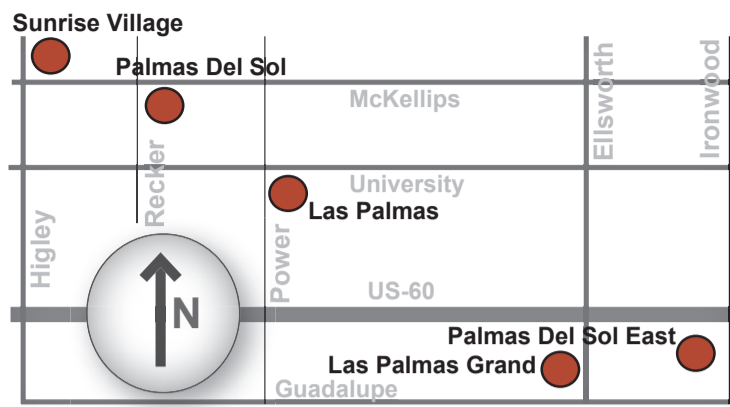 Sunrise Village
Palmas Del Sol
McKellips
Ellsworth
Ironwood
Recker
University
Las Palmas
Higley
Power
US-60
N
Palmas Del Sol East
Las Palmas Grand
Guadalupe